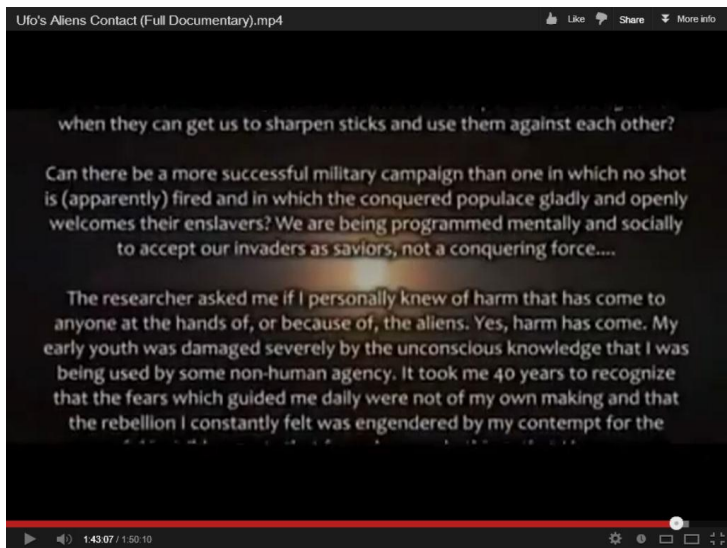 Ufo's Aliens Contact (Full Documentary).mp4
Like
Share
More info
when they can get us to sharpen sticks and use them against each other?
Can there be a more successful military campaign than one in which no shot
is (apparently) fired and in which the conquered populace gladly and openly
welcomes their enslavers? We are being programmed mentally and socially
to accept our invaders as saviors, not a conquering force....
The researcher asked me if I personally knew of harm that has come to
anyone at the hands of, or because of, the aliens. Yes, harm has come. My
early youth was damaged severely by the unconscious knowledge that I was
being used by some non-human agency. It took me 40 years to recognize
that the fears which guided me daily were not of my own making and that
the rebellion I constantly felt was engendered by my contempt for the
1:43:07 / 1:50:10